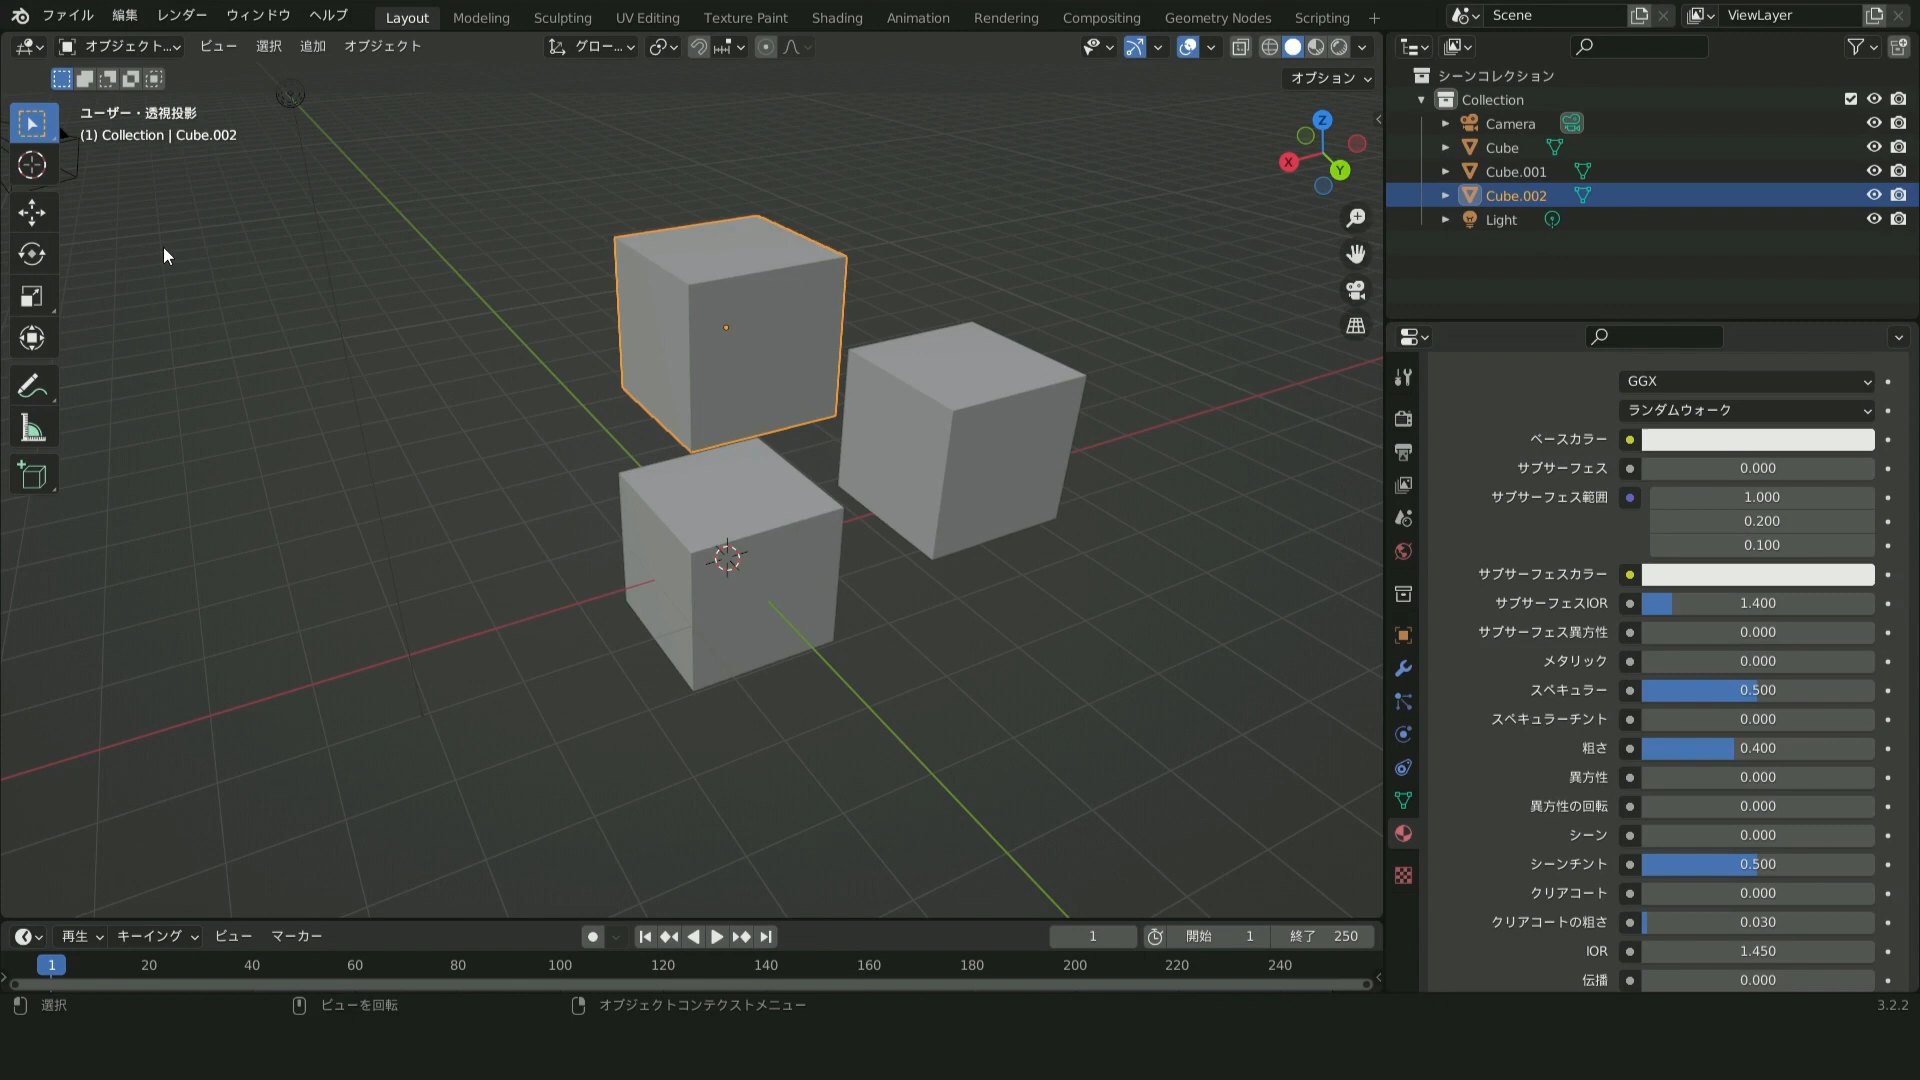 ファイル 編集 レンダー ウィンドウ ヘルプ Layout Modeling Sculpting UV Editing Texture Paint Shading Animation Rendering Compositing Geometry Nodes Scripting + Scene ViewLayer
オブジェクト... ビュー 選択 追加 オブジェクト グロー...
オプション
ユーザー・透視投影
(1) Collection | Cube.002
Z
X
Y
シーンコレクション
Collection
Camera
Cube
Cube.001
Cube.002
Light
GGX
ランダムウォーク
ベースカラー
サブサーフェス 0.000
サブサーフェス範囲 1.000
0.200
0.100
サブサーフェスカラー
サブサーフェスIOR 1.400
サブサーフェス異方性 0.000
メタリック 0.000
スペキュラー 0.500
スペキュラーチント 0.000
粗さ 0.400
異方性 0.000
異方性の回転 0.000
シーン 0.000
シーンチント 0.500
クリアコート 0.000
クリアコートの粗さ 0.030
IOR 1.450
伝播 0.000
再生 キーイング ビュー マーカー 1 開始 1 終了 250
1 20 40 60 80 100 120 140 160 180 200 220 240
選択 ビューを回転 オブジェクトコンテクストメニュー 3.2.2